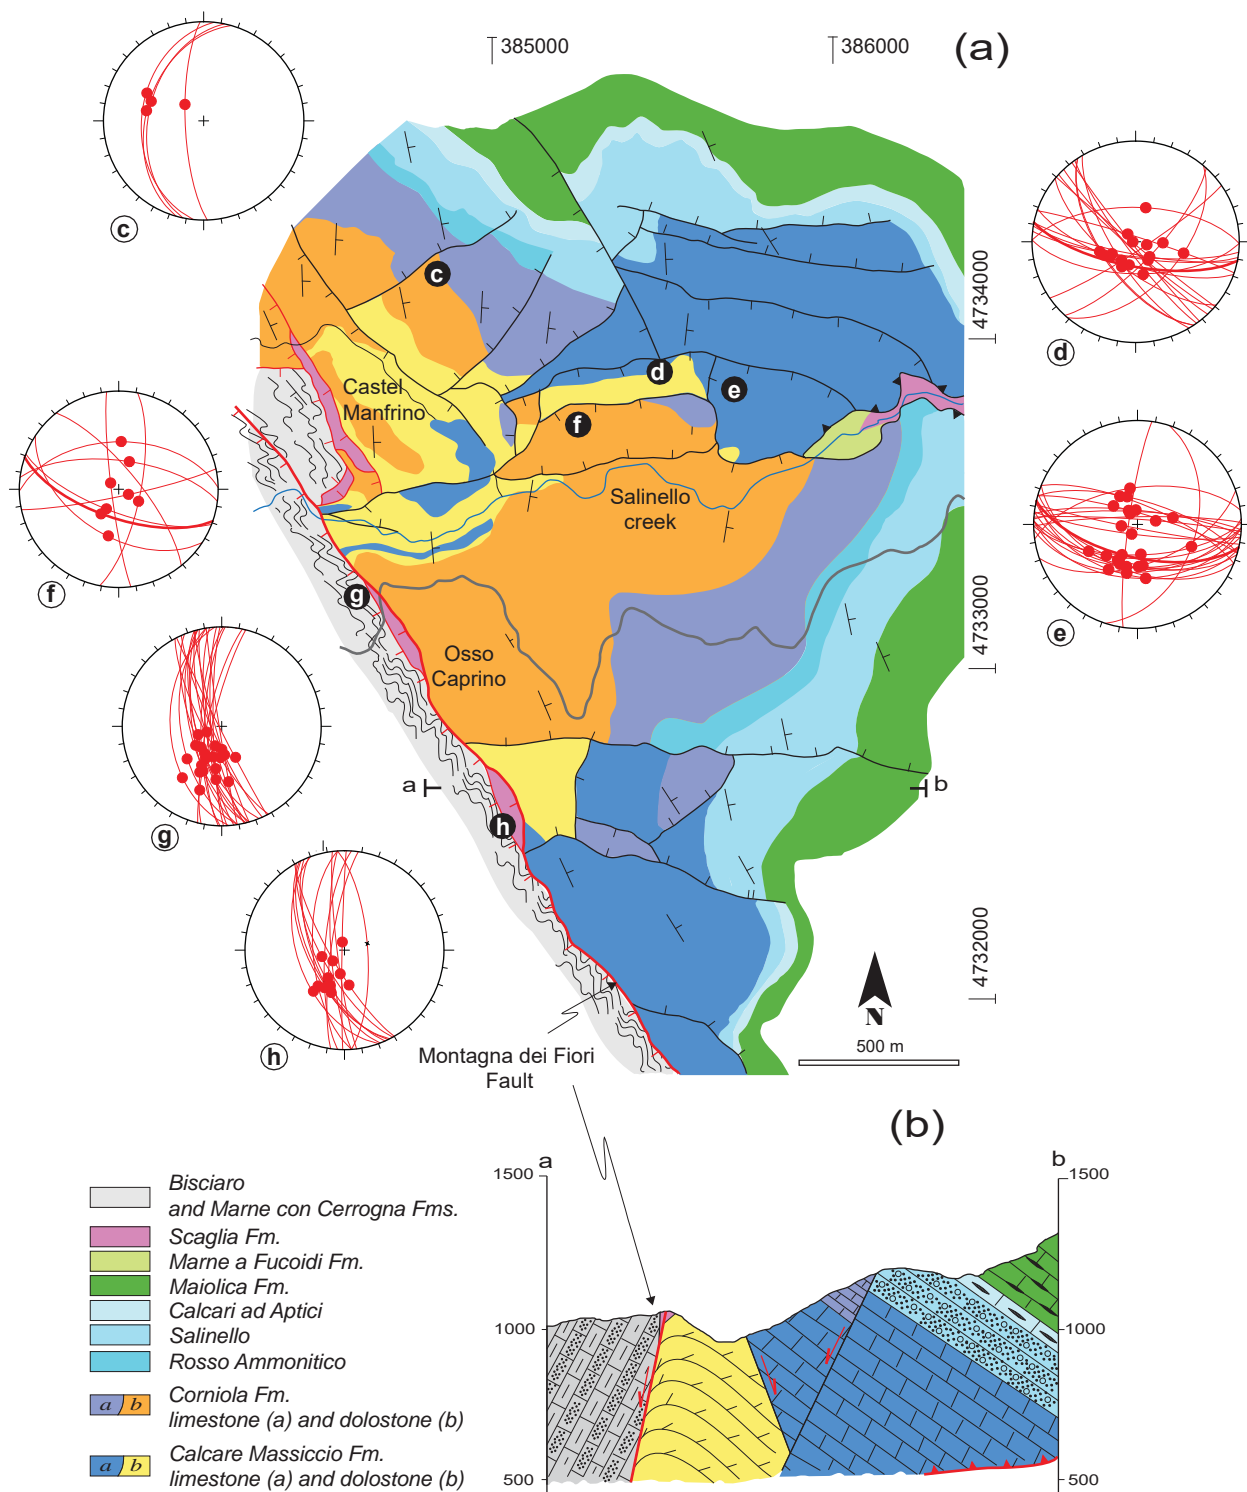 385000
386000
(a)
c
d
4734000
c
d
e
f
Castel
Manfrino
Salinello
creek
e
f
g
4733000
Osso
Caprino
g
a
b
h
h
4732000
N
500 m
Montagna dei Fiori
Fault
(b)
a
b
1500
1500
1000
1000
500
500
Bisciaro
and Marne con Cerrogna Fms.
Scaglia Fm.
Marne a Fucoidi Fm.
Maiolica Fm.
Calcari ad Aptici
Salinello
Rosso Ammonitico
a b Corniola Fm.
limestone (a) and dolostone (b)
a b Calcare Massiccio Fm.
limestone (a) and dolostone (b)